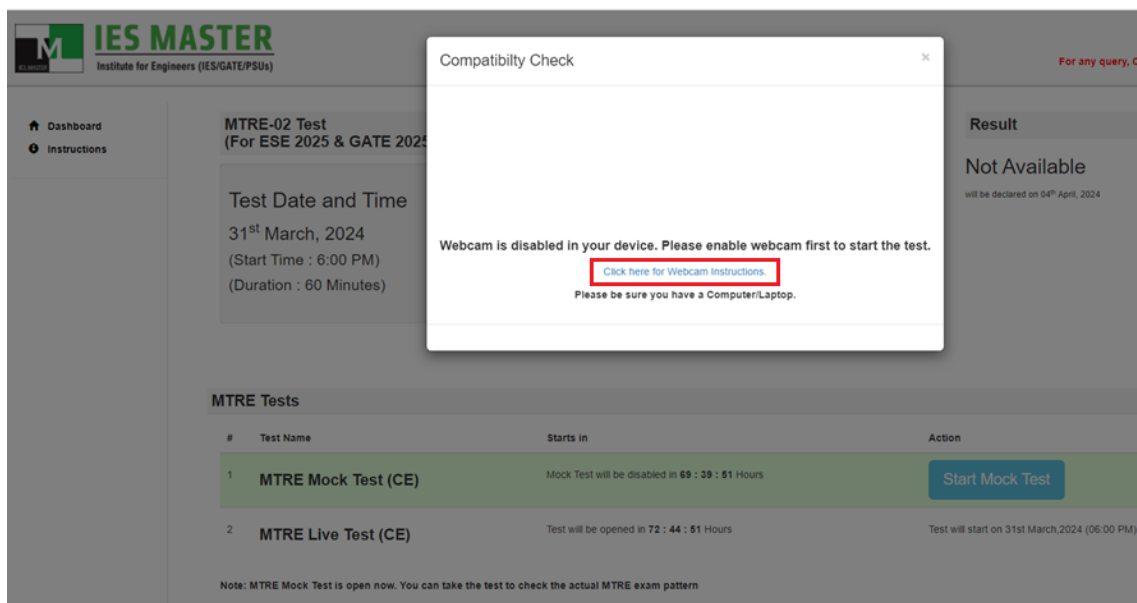 IES MASTER
Institute for Engineers (IES/GATE/PSUs)
M
IES MASTER
For any query,
Dashboard
Instructions
MTRE-02 Test
(For ESE 2025 & GATE 2025
Test Date and Time
31st March, 2024
(Start Time : 6:00 PM)
(Duration : 60 Minutes)
Compatibilty Check
×
Webcam is disabled in your device. Please enable webcam first to start the test.
Click here for Webcam Instructions.
Please be sure you have a Computer/Laptop.
Result
Not Available
will be declared on 04th April, 2024
MTRE Tests
# Test Name Starts in Action
1 MTRE Mock Test (CE) Mock Test will be disabled in 69 : 39 : 51 Hours Start Mock Test
2 MTRE Live Test (CE) Test will be opened in 72 : 44 : 51 Hours Test will start on 31st March,2024 (06:00 PM)
Note: MTRE Mock Test is open now. You can take the test to check the actual MTRE exam pattern